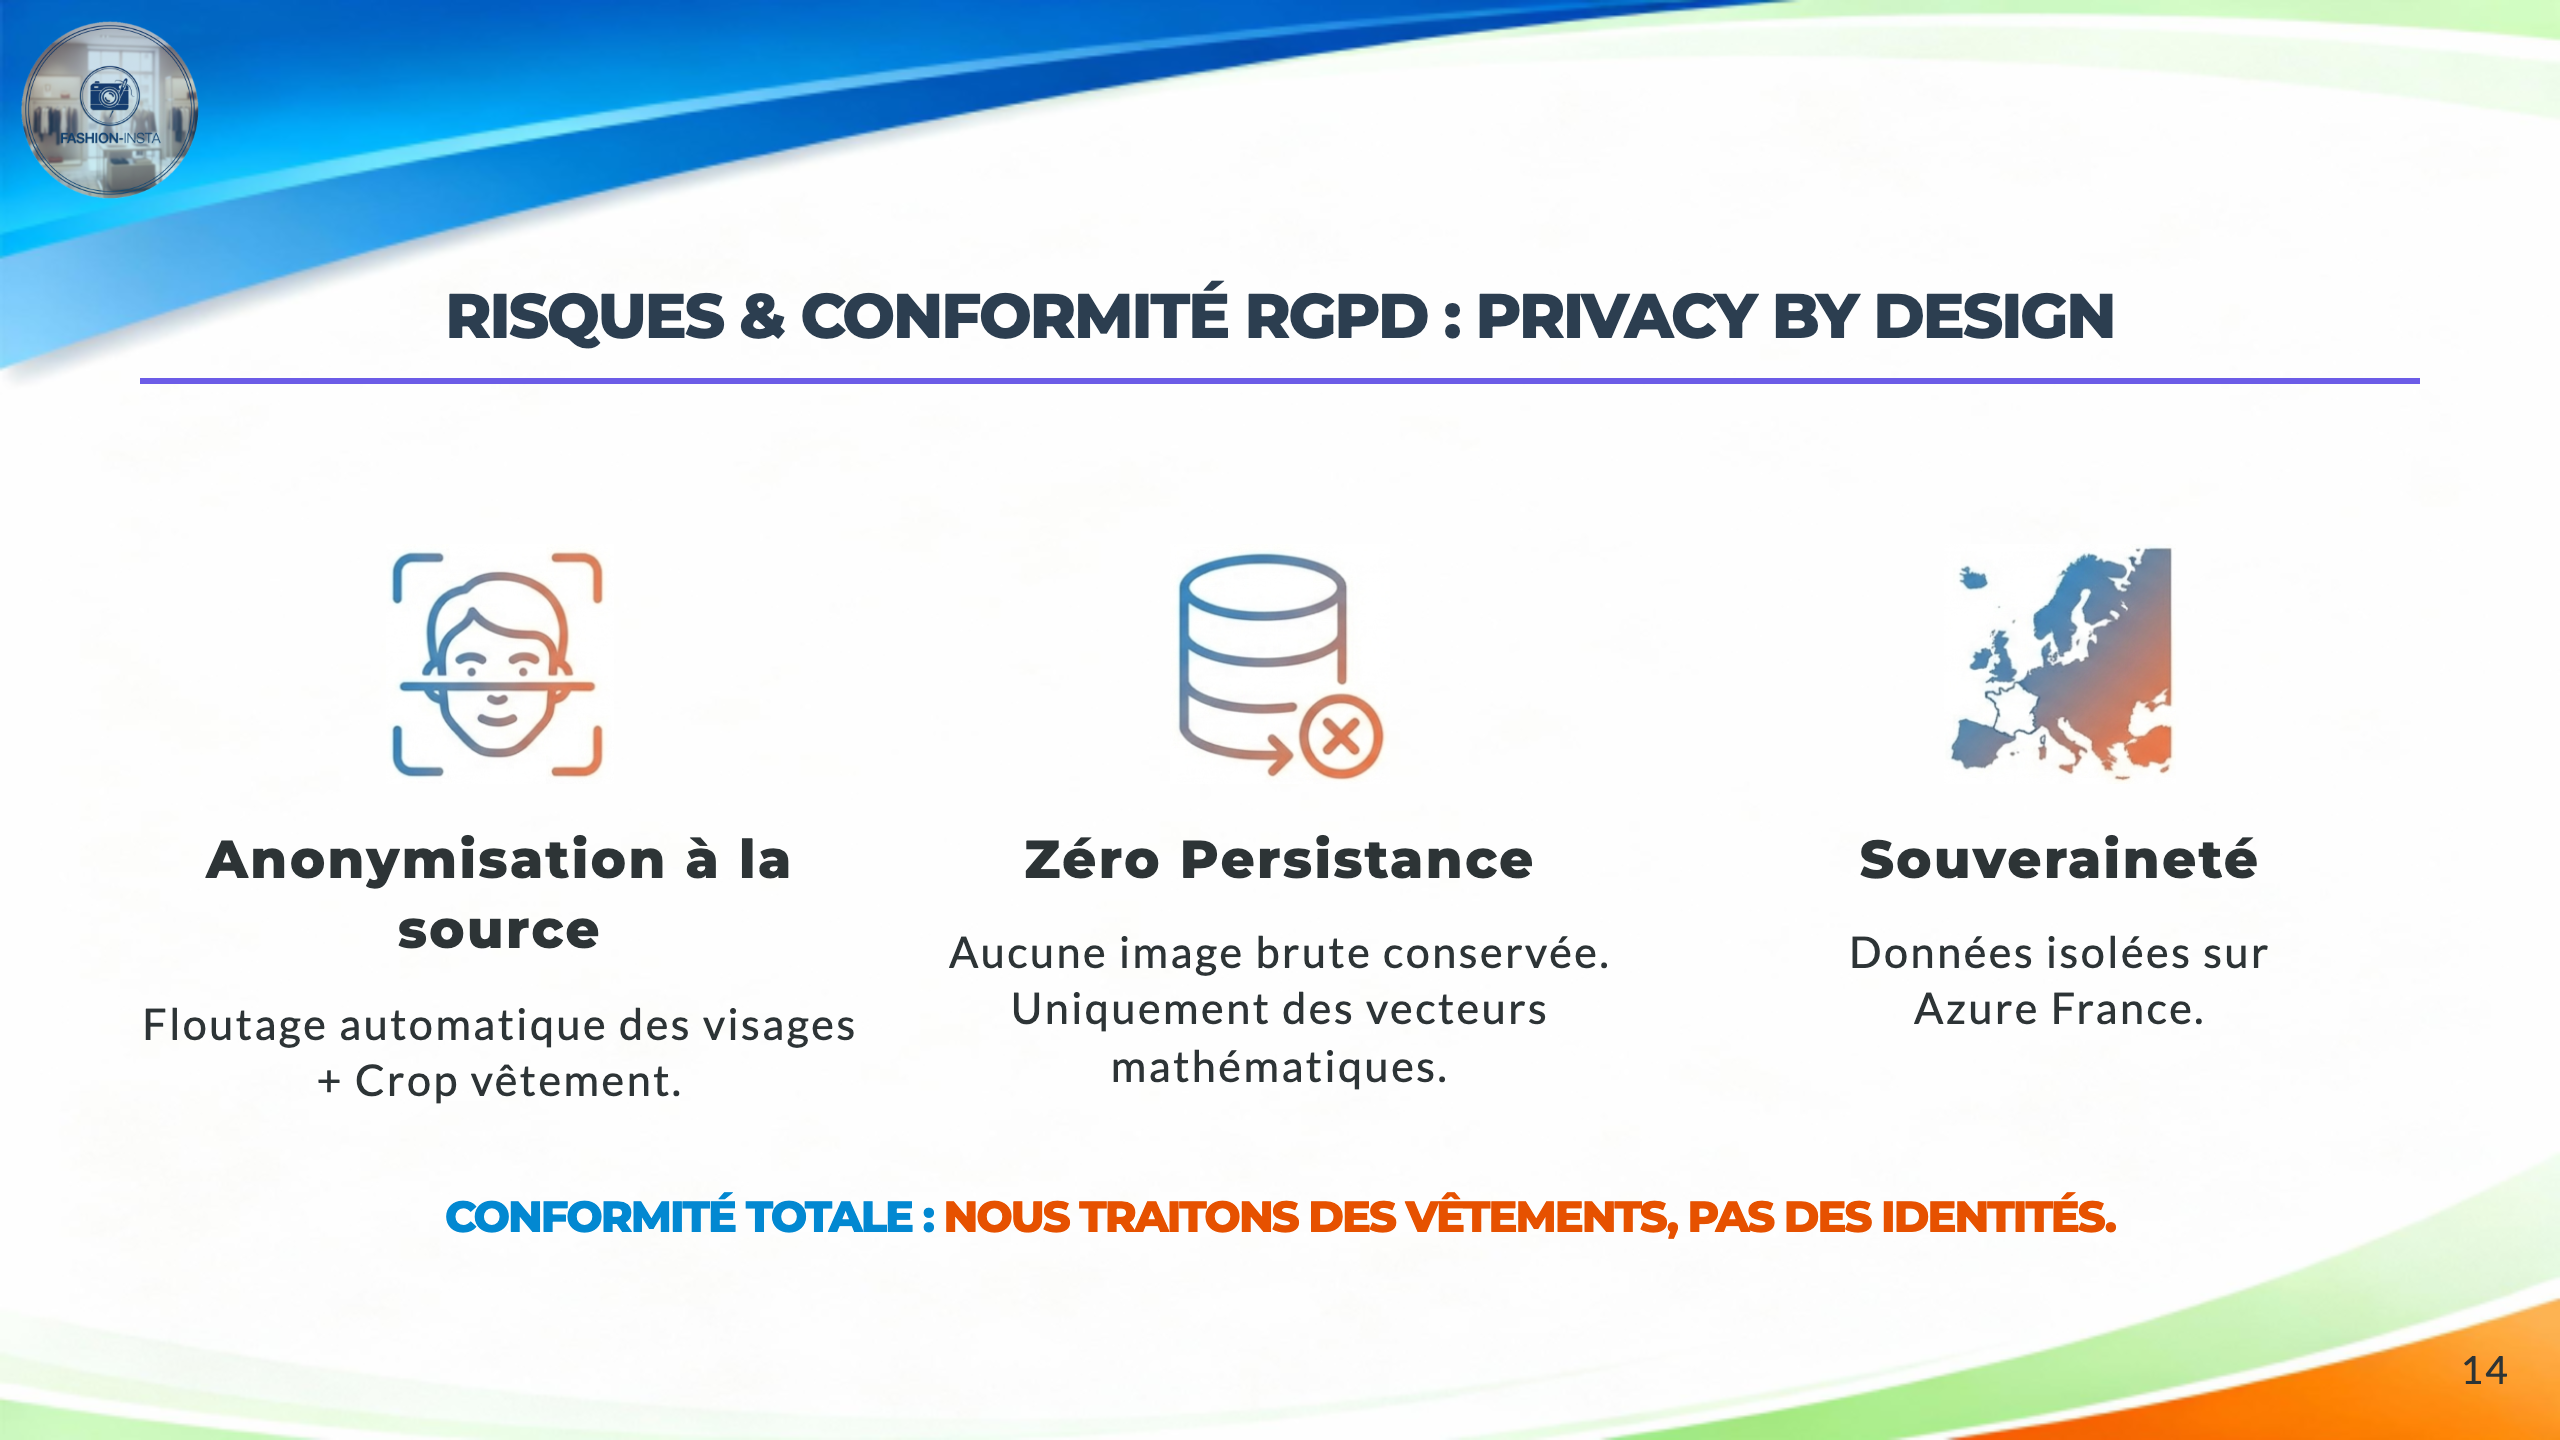 FASHION-INSTA
RISQUES & CONFORMITÉ RGPD : PRIVACY BY DESIGN
Anonymisation à la
source
Floutage automatique des visages
+ Crop vêtement.
Zéro Persistance
Aucune image brute conservée.
Uniquement des vecteurs
mathématiques.
Souveraineté
Données isolées sur
Azure France.
CONFORMITÉ TOTALE : NOUS TRAITONS DES VÊTEMENTS, PAS DES IDENTITÉS.
14